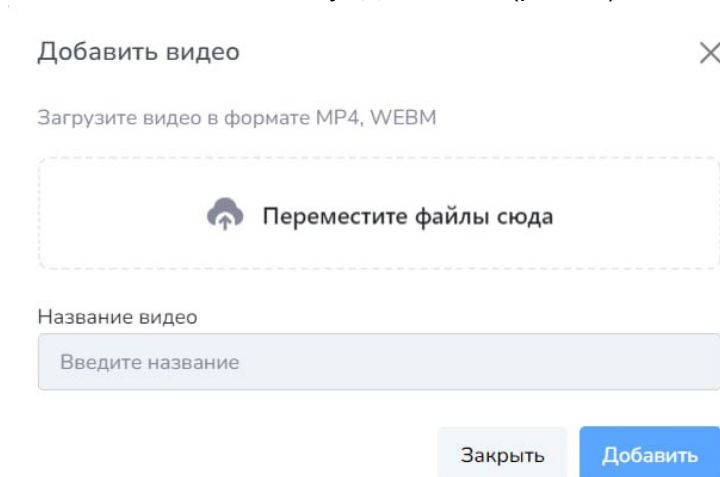 Добавить видео
Загрузите видео в формате MP4, WEBM
Переместите файлы сюда
Название видео
Введите название
Закрыть Добавить